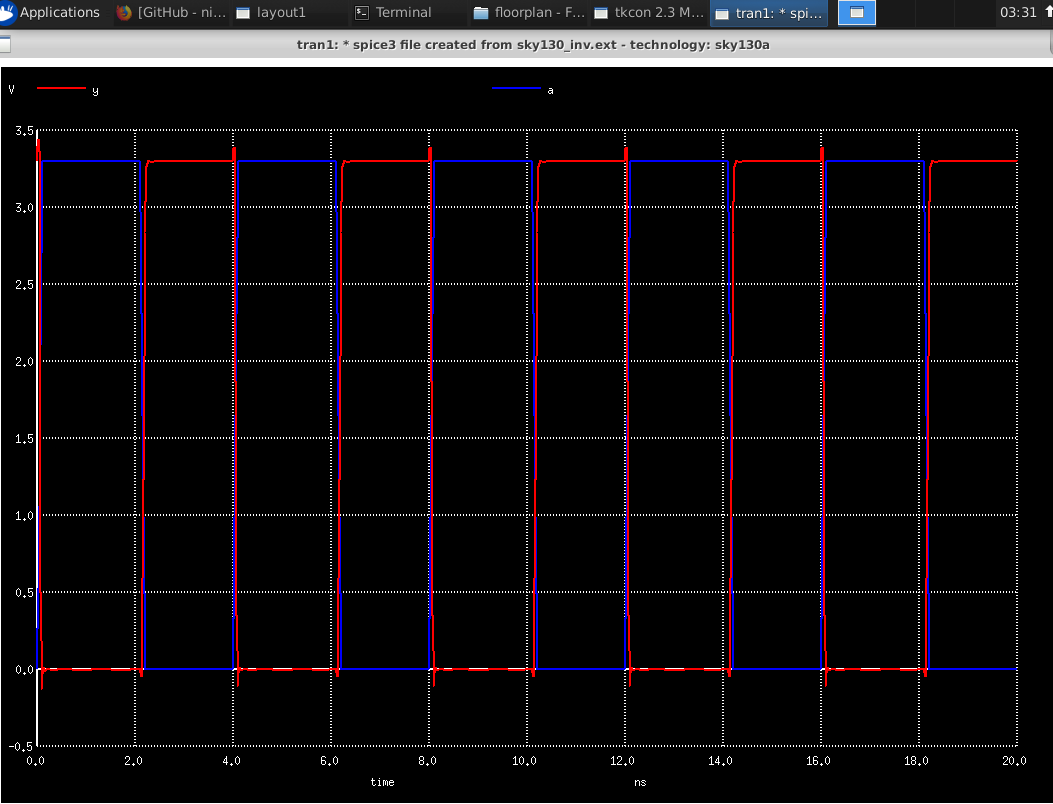 Applications [GitHub - ni... layout1 Terminal floorplan - F... tkcon 2.3 M... tran1: * spi... 03:31
tran1: * spice3 file created from sky130_inv.ext - technology: sky130a
V y a
3.5
3.0
2.5
2.0
1.5
1.0
0.5
0.0
-0.5
0.0 2.0 4.0 6.0 8.0 10.0 12.0 14.0 16.0 18.0 20.0
time ns